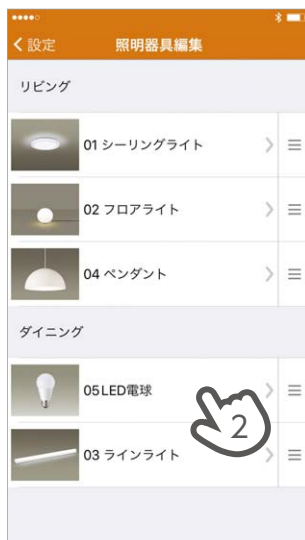 設定 照明器具編集
リビング
01 シーリングライト
02 フロアライト
04 ペンダント
ダイニング
05LED電球
2
03 ラインライト